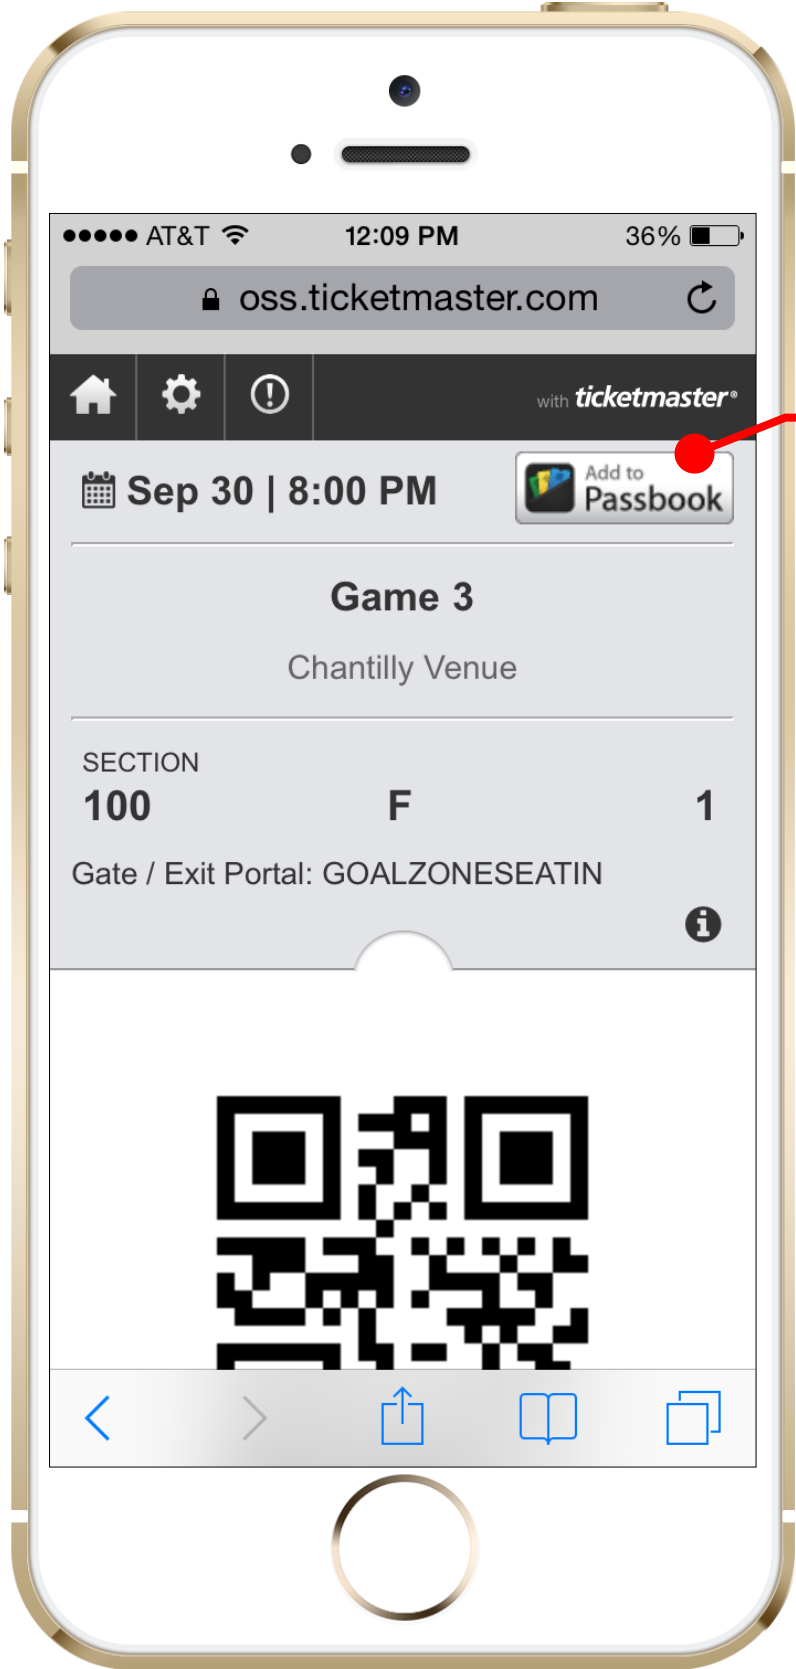 AT&T 12:09 PM 36%
oss.ticketmaster.com
with ticketmaster®
Sep 30 | 8:00 PM
Add to
Passbook
Game 3
Chantilly Venue
SECTION
100 F 1
Gate / Exit Portal: GOALZONESEATIN